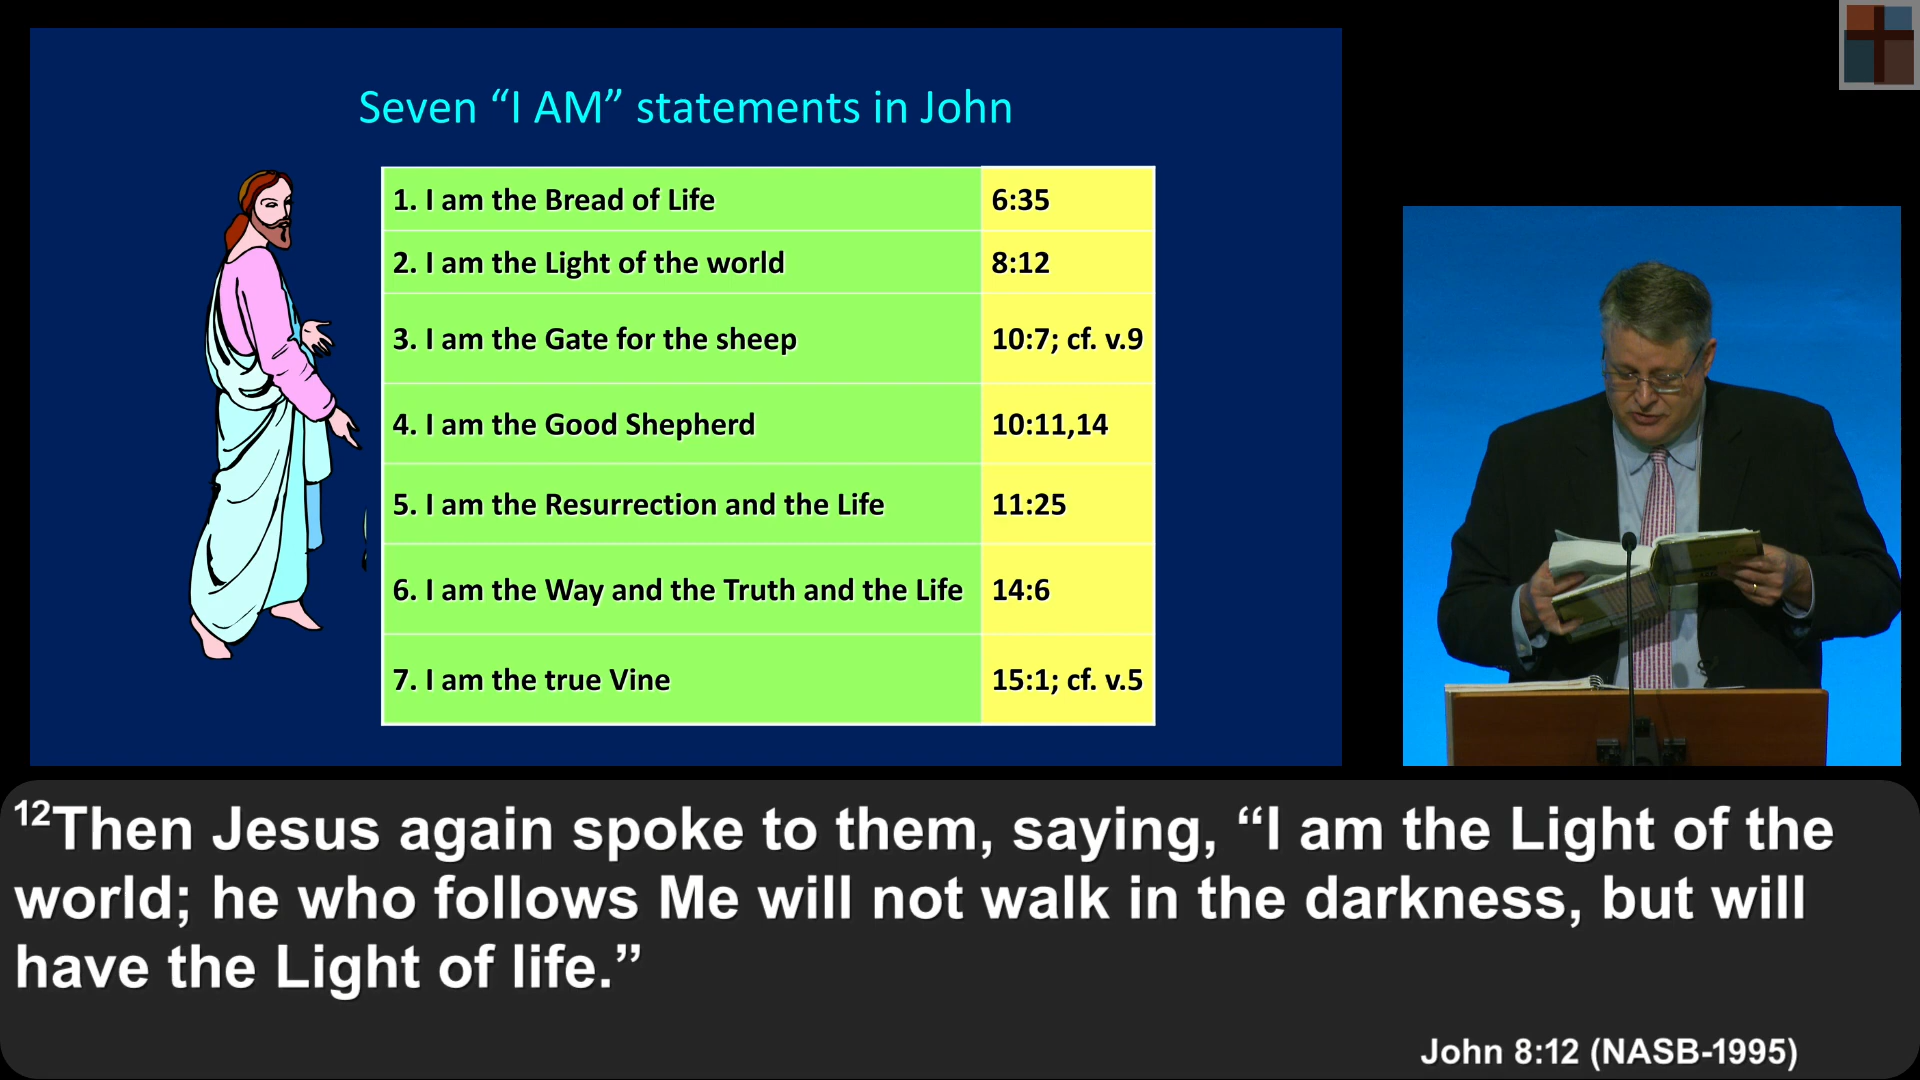 Seven “I AM” statements in John
1. I am the Bread of Life 6:35
2. I am the Light of the world 8:12
3. I am the Gate for the sheep 10:7; cf. v.9
4. I am the Good Shepherd 10:11,14
5. I am the Resurrection and the Life 11:25
6. I am the Way and the Truth and the Life 14:6
7. I am the true Vine 15:1; cf. v.5
12Then Jesus again spoke to them, saying, “I am the Light of the
world; he who follows Me will not walk in the darkness, but will
have the Light of life.”
John 8:12 (NASB-1995)